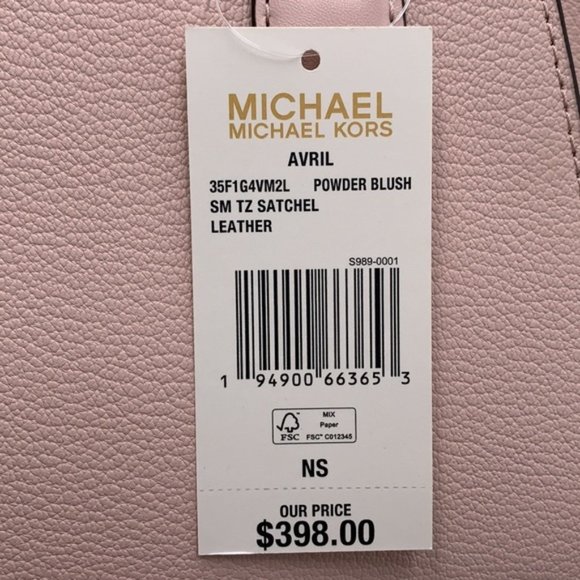 MICHAEL
MICHAEL KORS
AVRIL
35F1G4VM2L POWDER BLUSH
SM TZ SATCHEL
LEATHER
S989-0001
1 94900 66365 3
FSC
MIX
Paper
FSC® C012345
NS
OUR PRICE
$398.00